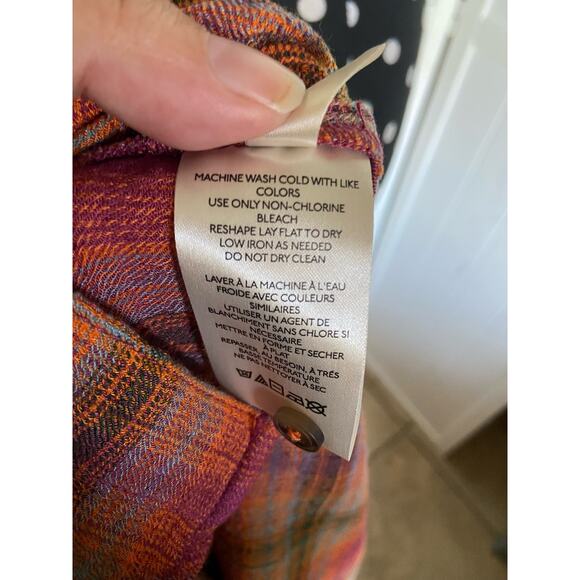 MACHINE WASH COLD WITH LIKE
COLORS
USE ONLY NON-CHLORINE
BLEACH
RESHAPE LAY FLAT TO DRY
LOW IRON AS NEEDED
DO NOT DRY CLEAN
LAVER À LA MACHINE À L'EAU
FROIDE AVEC COULEURS
SIMILAIRES
UTILISER UN AGENT DE
BLANCHIMENT SANS CHLORE SI
NÉCESSAIRE
METTRE EN FORME ET SECHER
À PLAT
REPASSER, AU BESOIN, À TRÉS
BASSE TEMPÉRATURE
NE PAS NETTOYER À SEC